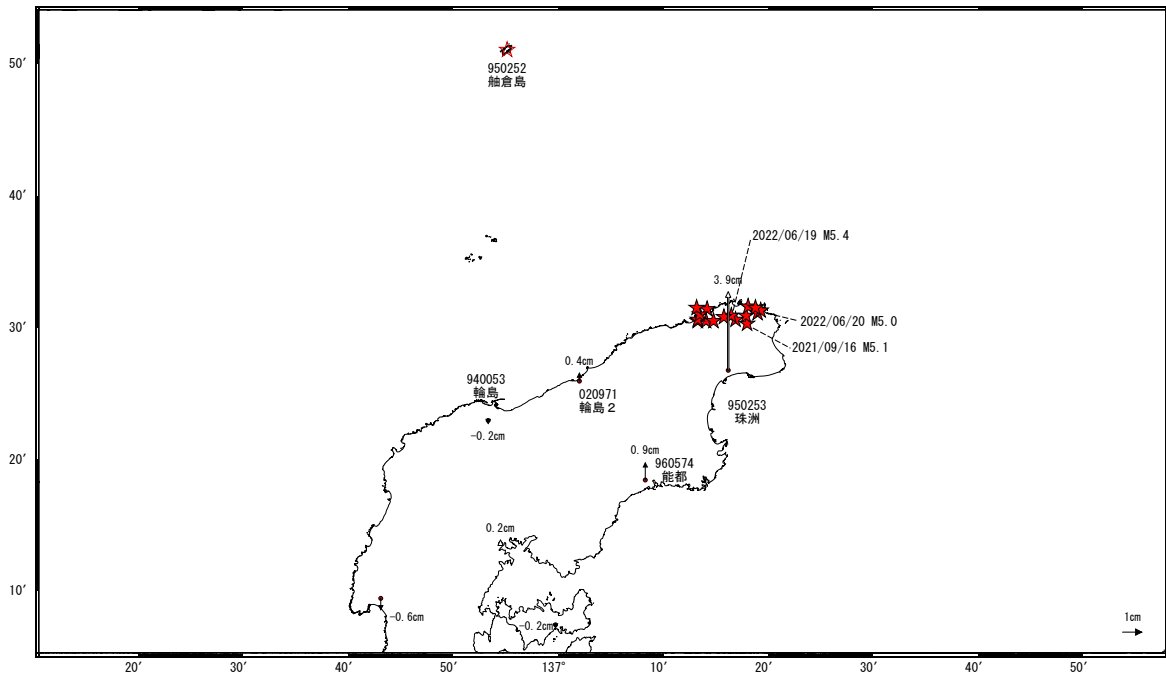 50′
950252
舳倉島
40′
2022/06/19 M5.4
3.9cm
30′
2022/06/20 M5.0
2021/09/16 M5.1
0.4cm
940053
輪島
020971
輪島２
950253
珠洲
-0.2cm
20′
0.9cm
960574
能都
0.2cm
10′
-0.6cm
-0.2cm
1cm
20′ 30′ 40′ 50′ 137° 10′ 20′ 30′ 40′ 50′